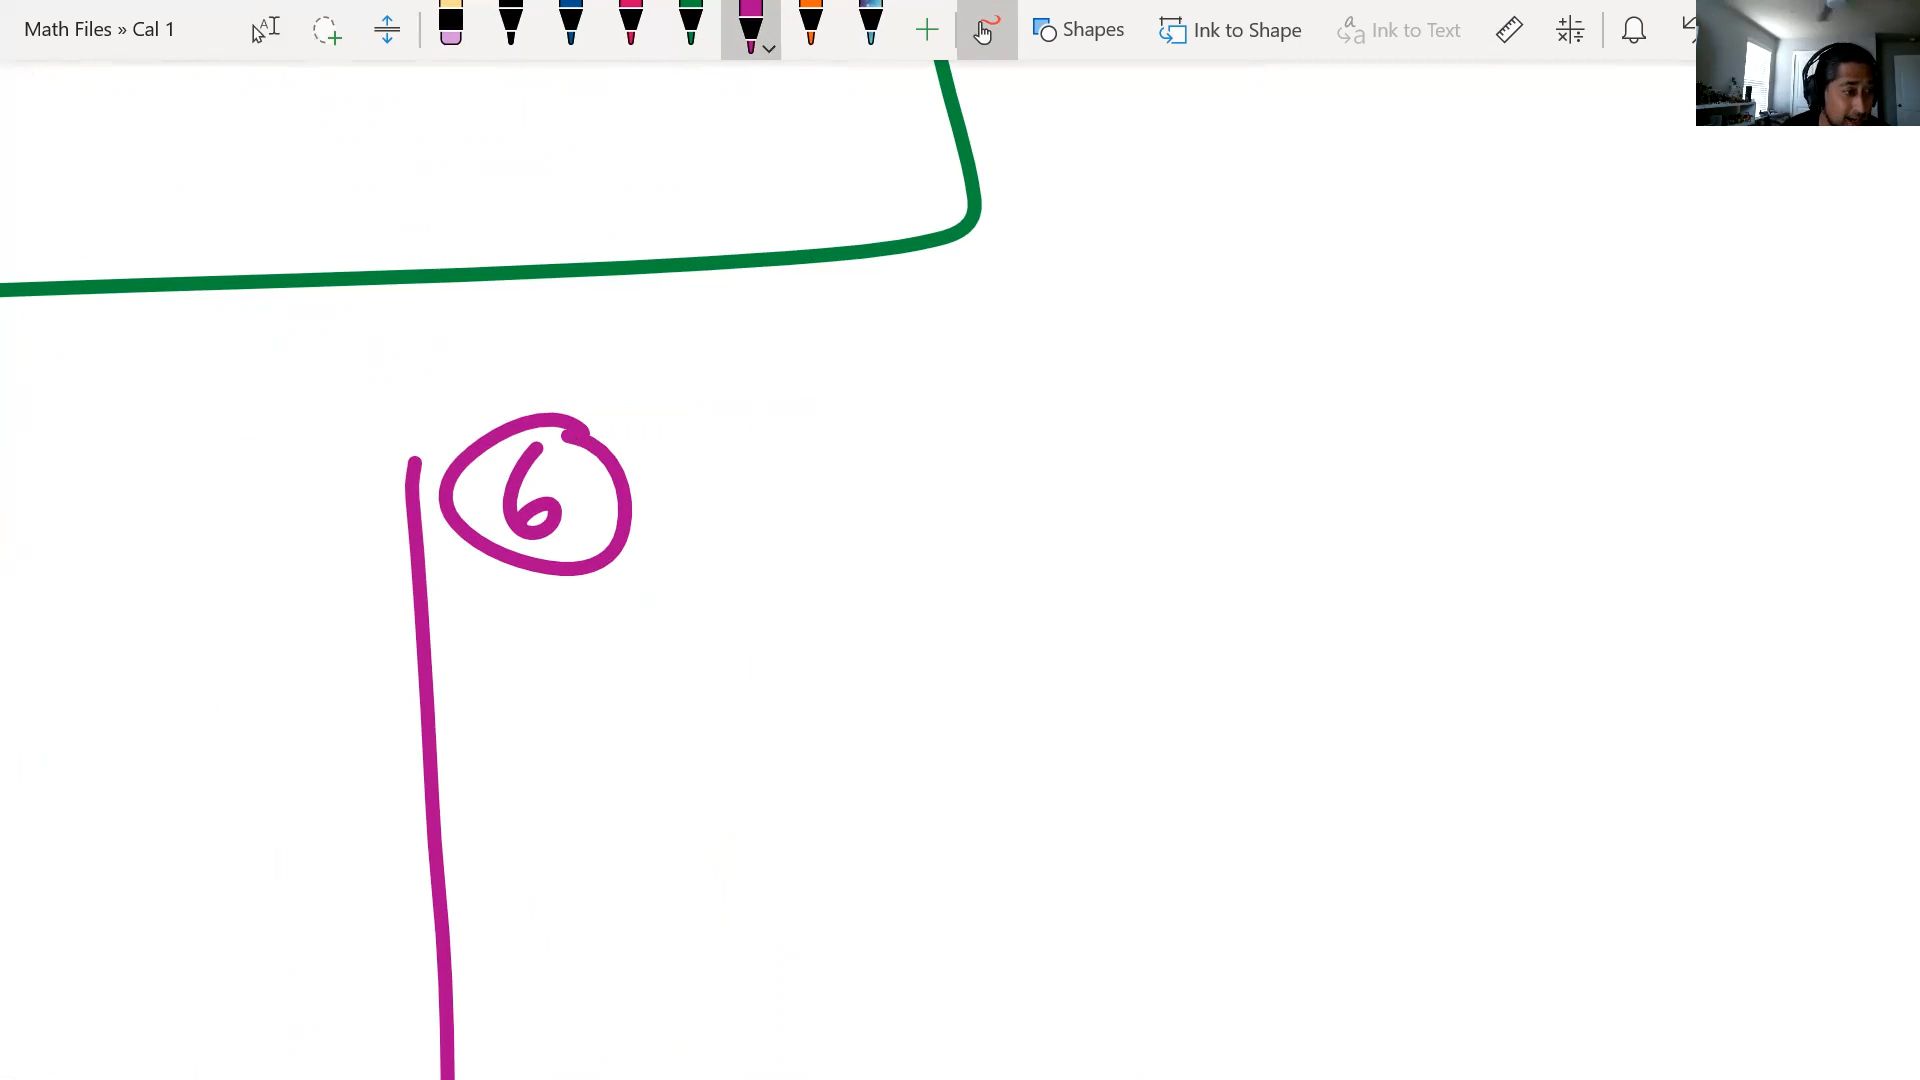 Math Files » Cal 1
Shapes
Ink to Shape
Ink to Text
6